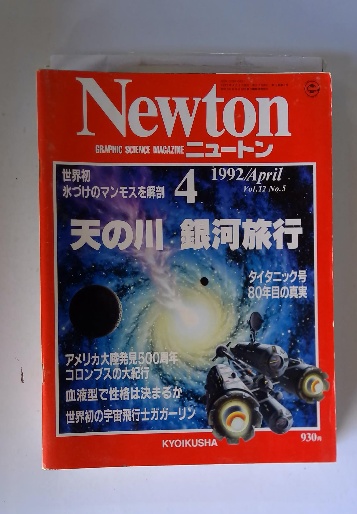 Newton
GRAPHIC SCIENCE MAGAZINE ニュートン
世界初
氷づけのマンモスを解剖
4
1992/April
Vol.12 No.5
天の川 銀河旅行
タイタニック号
80年目の真実
アメリカ大陸発見500周年
コロンブスの大紀行
血液型で性格は決まるか
世界初の宇宙飛行士ガガーリン
KYOIKUSHA
930円